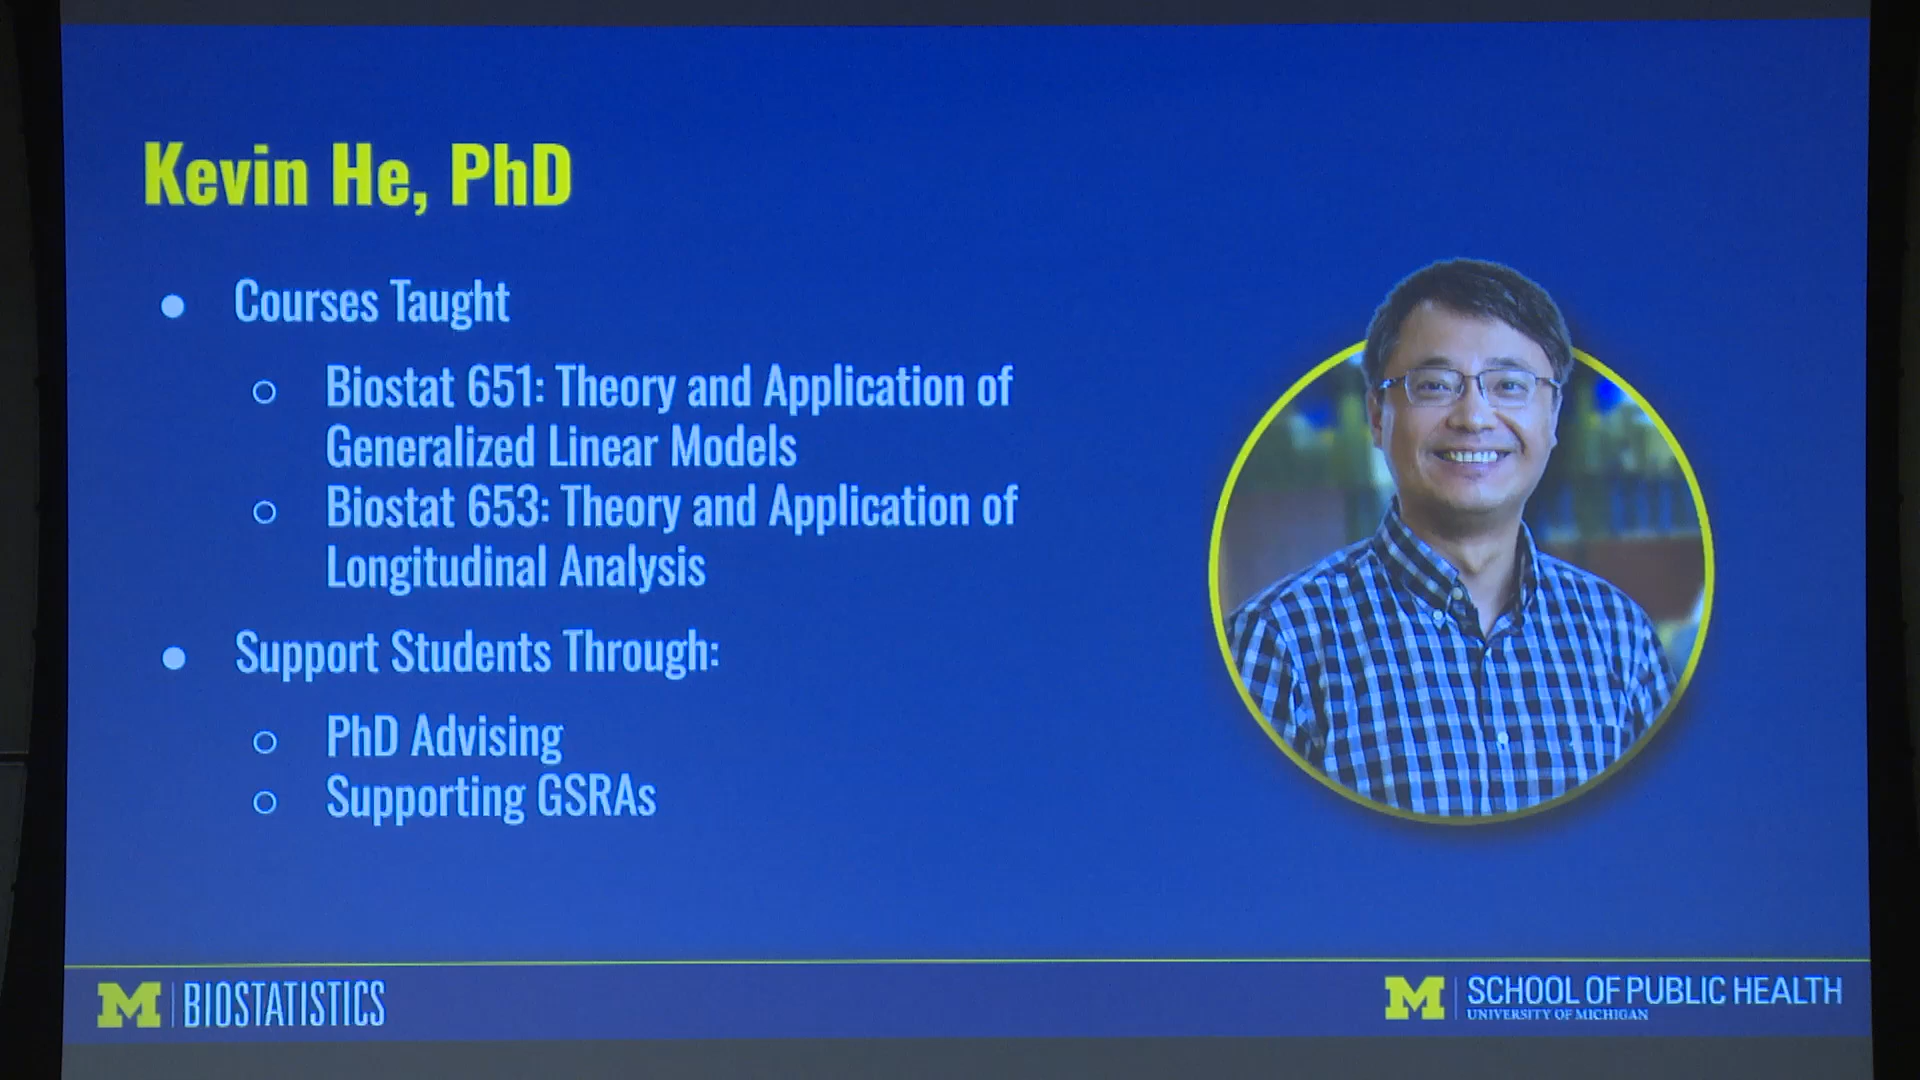 Kevin He, PhD
● Courses Taught
○ Biostat 651: Theory and Application of
Generalized Linear Models
○ Biostat 653: Theory and Application of
Longitudinal Analysis
● Support Students Through:
○ PhD Advising
○ Supporting GSRAs
M BIOSTATISTICS
M SCHOOL OF PUBLIC HEALTH
UNIVERSITY OF MICHIGAN